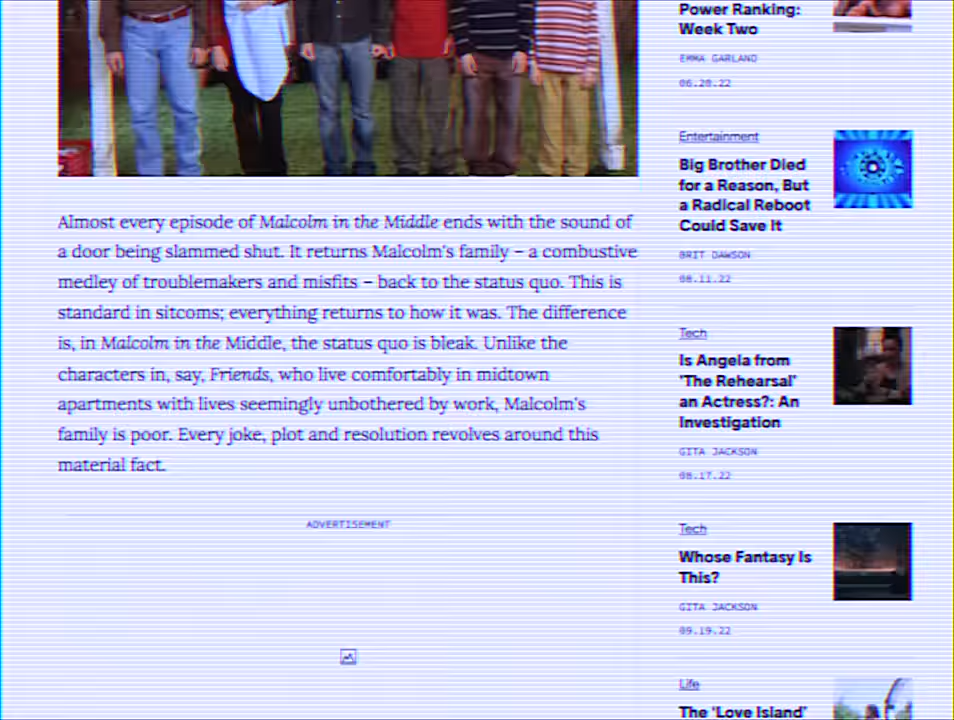 Almost every episode of Malcolm in the Middle ends with the sound of
a door being slammed shut. It returns Malcolm's family – a combustive
medley of troublemakers and misfits – back to the status quo. This is
standard in sitcoms; everything returns to how it was. The difference
is, in Malcolm in the Middle, the status quo is bleak. Unlike the
characters in, say, Friends, who live comfortably in midtown
apartments with lives seemingly unbothered by work, Malcolm's
family is poor. Every joke, plot and resolution revolves around this
material fact.
ADVERTISEMENT
Power Ranking:
Week Two
EMMA GARLAND
06.20.22
Entertainment
Big Brother Died
for a Reason, But
a Radical Reboot
Could Save It
BRIT DAWSON
08.11.22
Tech
Is Angela from
'The Rehearsal'
an Actress?: An
Investigation
GITA JACKSON
08.17.22
Tech
Whose Fantasy Is
This?
GITA JACKSON
09.19.22
Life
The 'Love Island'